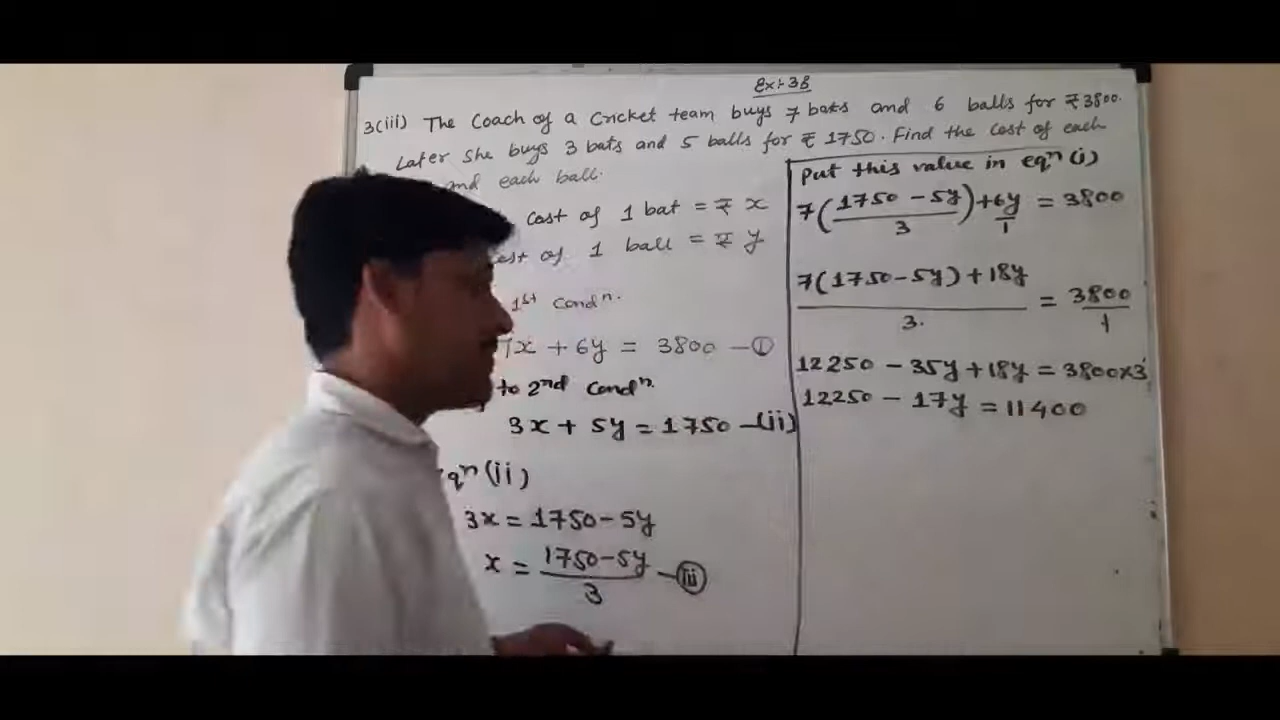 Ex:-3B
3(iii) The Coach of a Cricket team buys 7 bats and 6 balls for ₹ 3800.
Later She buys 3 bats and 5 balls for ₹ 1750. Find the cost of each
and each ball.
cost of 1 bat = ₹ x
cost of 1 ball = ₹ y
1st Condn.
7x + 6y = 3800 —(i)
to 2nd Condn.
3x + 5y = 1750 —(ii)
eqn (ii)
3x = 1750 - 5y
x = (1750 - 5y)/3 —(iii)
Put this value in eqn (i)
7((1750 - 5y)/3) + 6y/1 = 3800
(7(1750 - 5y) + 18y)/3. = 3800/1
12250 - 35y + 18y = 3800×3
12250 - 17y = 11400